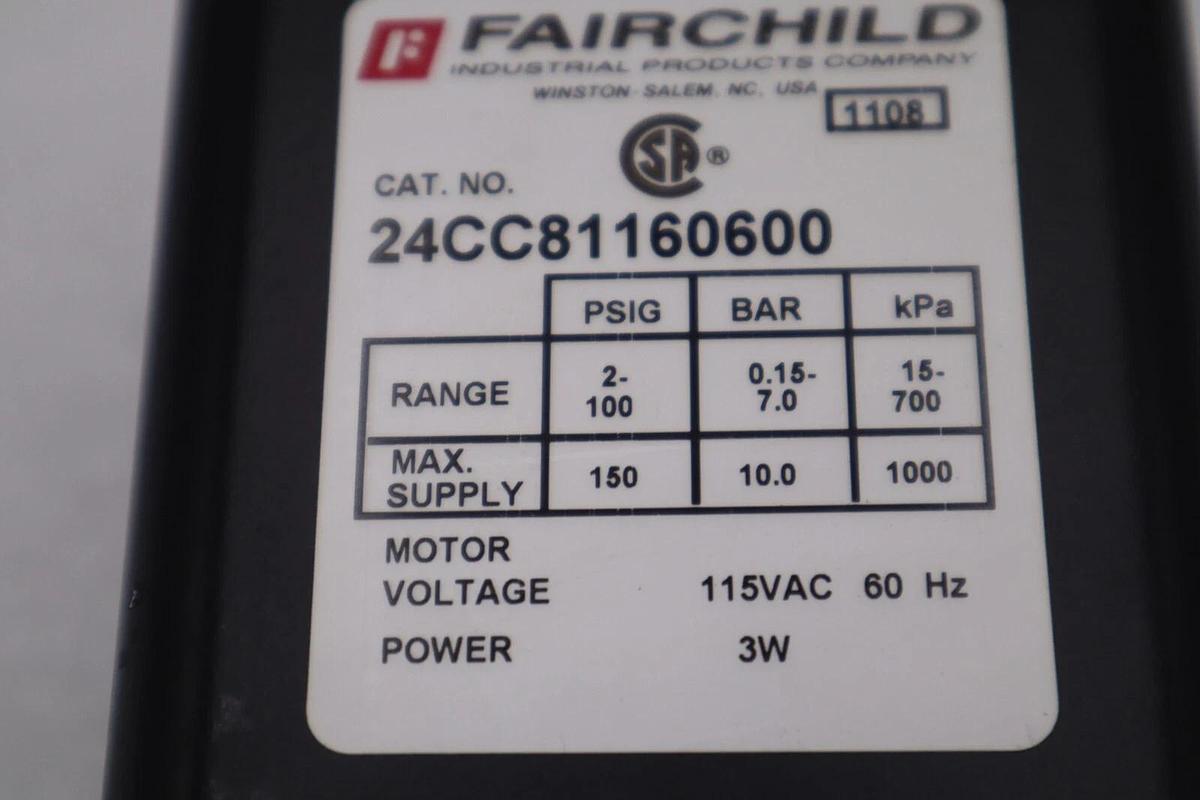 F FAIRCHILD
INDUSTRIAL PRODUCTS COMPANY
WINSTON-SALEM, NC, USA
1108
CSA ®
CAT. NO.
24CC81160600
PSIG BAR kPa
RANGE 2-100 0.15-7.0 15-700
MAX. SUPPLY 150 10.0 1000
MOTOR
VOLTAGE 115VAC 60 Hz
POWER 3W